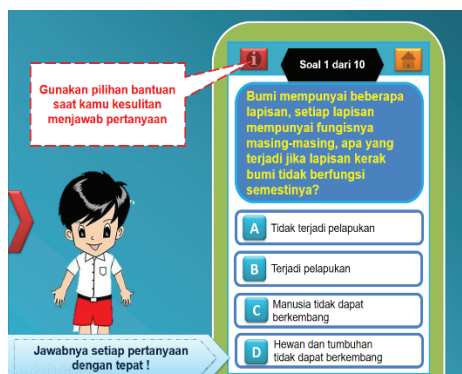 Gunakan pilihan bantuan
saat kamu kesulitan
menjawab pertanyaan
i
Soal 1 dari 10
Bumi mempunyai beberapa
lapisan, setiap lapisan
mempunyai fungsinya
masing-masing, apa yang
terjadi jika lapisan kerak
bumi tidak berfungsi
semestinya?
A Tidak terjadi pelapukan
B Terjadi pelapukan
C Manusia tidak dapat
berkembang
D Hewan dan tumbuhan
tidak dapat berkembang
Jawabnya setiap pertanyaan
dengan tepat !